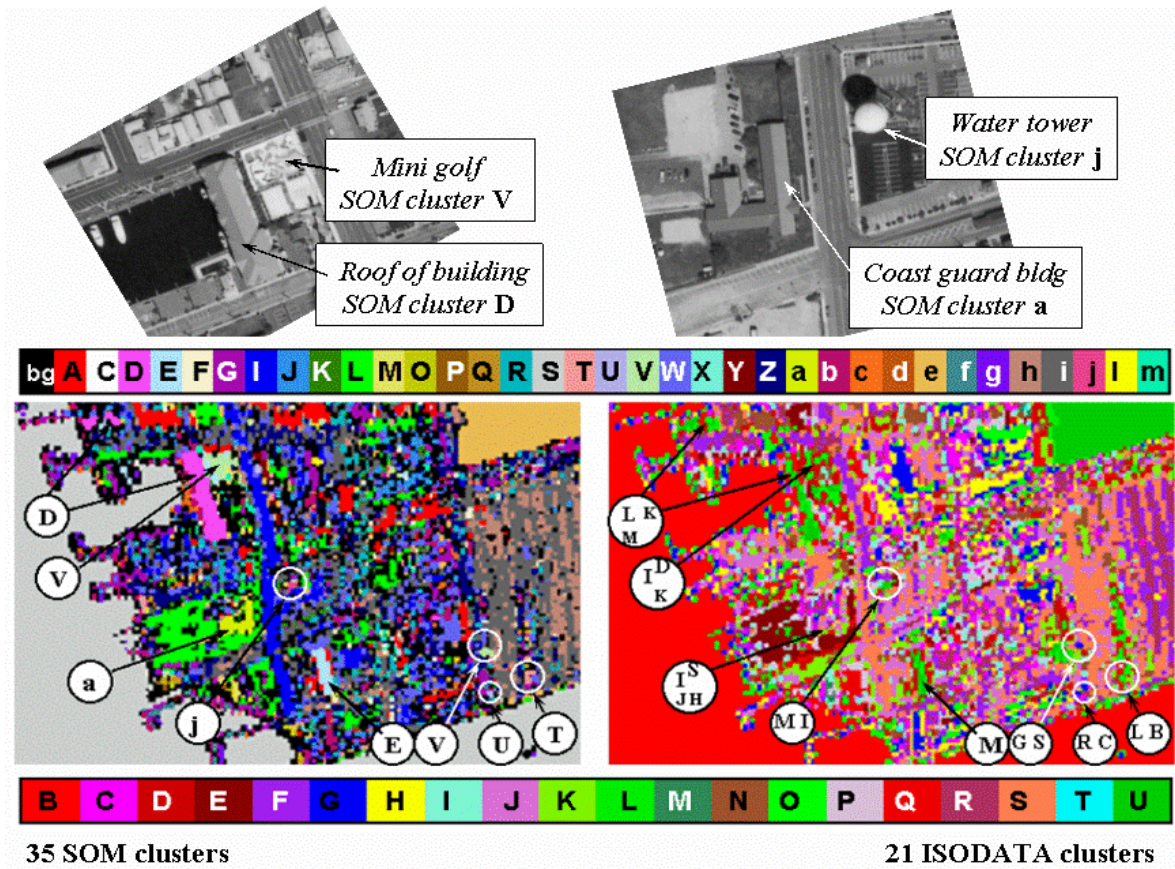 Mini golf
SOM cluster V
Roof of building
SOM cluster D
Water tower
SOM cluster j
Coast guard bldg
SOM cluster a
bg A C D E F G I J K L M O P Q R S T U V W X Y Z a b c d e f g h i j l m
D
V
a
j
E
V
U
T
L K
M
I D
K
I S
J H
M I
M
G S
R C
L B
B C D E F G H I J K L M N O P Q R S T U
35 SOM clusters
21 ISODATA clusters